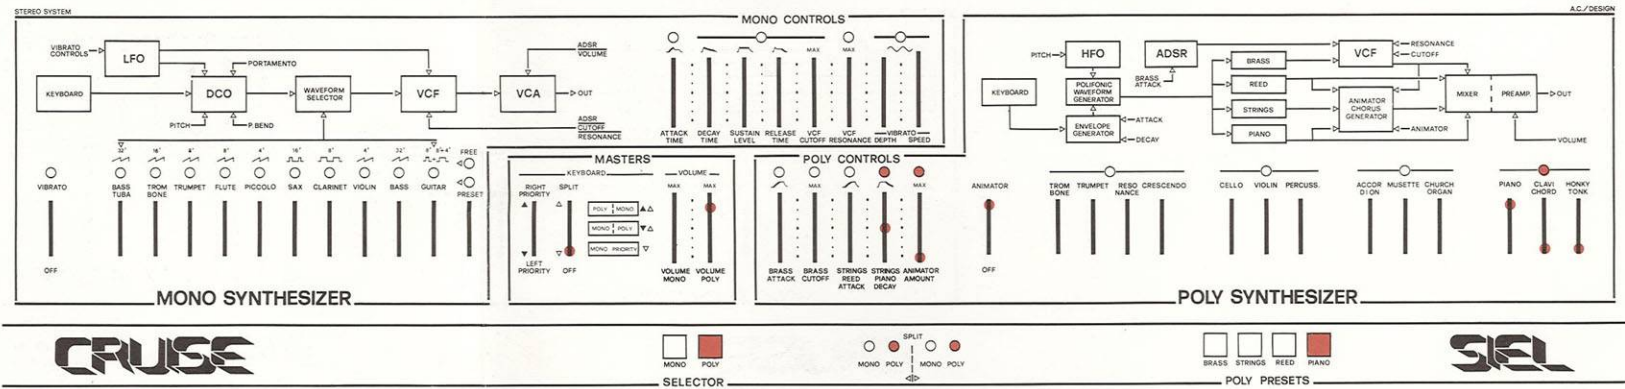 STEREO SYSTEM
A.C./DESIGN
MONO CONTROLS
VIBRATO
CONTROLS
LFO
PORTAMENTO
KEYBOARD
DCO
WAVEFORM
SELECTOR
VCF
VCA
OUT
ADSR
VOLUME
PITCH
P.BEND
ADSR
CUTOFF
RESONANCE
MAX
MAX
ATTACK
TIME
DECAY
TIME
SUSTAIN
LEVEL
RELEASE
TIME
VCF
CUTOFF
VCF
RESONANCE
VIBRATO
DEPTH
SPEED
PITCH
HFO
ADSR
VCF
RESONANCE
CUTOFF
KEYBOARD
POLIFONIC
WAVEFORM
GENERATOR
BRASS
ATTACK
BRASS
REED
STRINGS
PIANO
ENVELOPE
GENERATOR
ATTACK
DECAY
ANIMATOR
CHORUS
GENERATOR
ANIMATOR
MIXER
PREAMP.
OUT
VOLUME
32'
16'
8'
8'
4'
16'
8'
4'
32'
8' 8'+4'
FREE
PRESET
VIBRATO
OFF
BASS
TUBA
TROM
BONE
TRUMPET
FLUTE
PICCOLO
SAX
CLARINET
VIOLIN
BASS
GUITAR
MONO SYNTHESIZER
MASTERS
KEYBOARD
VOLUME
RIGHT
PRIORITY
SPLIT
MAX
MAX
POLY MONO
MONO POLY
MONO PRIORITY
LEFT
PRIORITY
OFF
VOLUME
MONO
VOLUME
POLY
POLY CONTROLS
MAX
MAX
BRASS
ATTACK
BRASS
CUTOFF
STRINGS
REED
ATTACK
STRINGS
PIANO
DECAY
ANIMATOR
AMOUNT
ANIMATOR
OFF
TROM
BONE
TRUMPET
RESO
NANCE
CRESCENDO
CELLO
VIOLIN
PERCUSS.
ACCOR
DION
MUSETTE
CHURCH
ORGAN
PIANO
CLAVI
CHORD
HONKY
TONK
POLY SYNTHESIZER
CRUISE
MONO
POLY
SELECTOR
SPLIT
MONO POLY
MONO POLY
BRASS
STRINGS
REED
PIANO
POLY PRESETS
SIEL